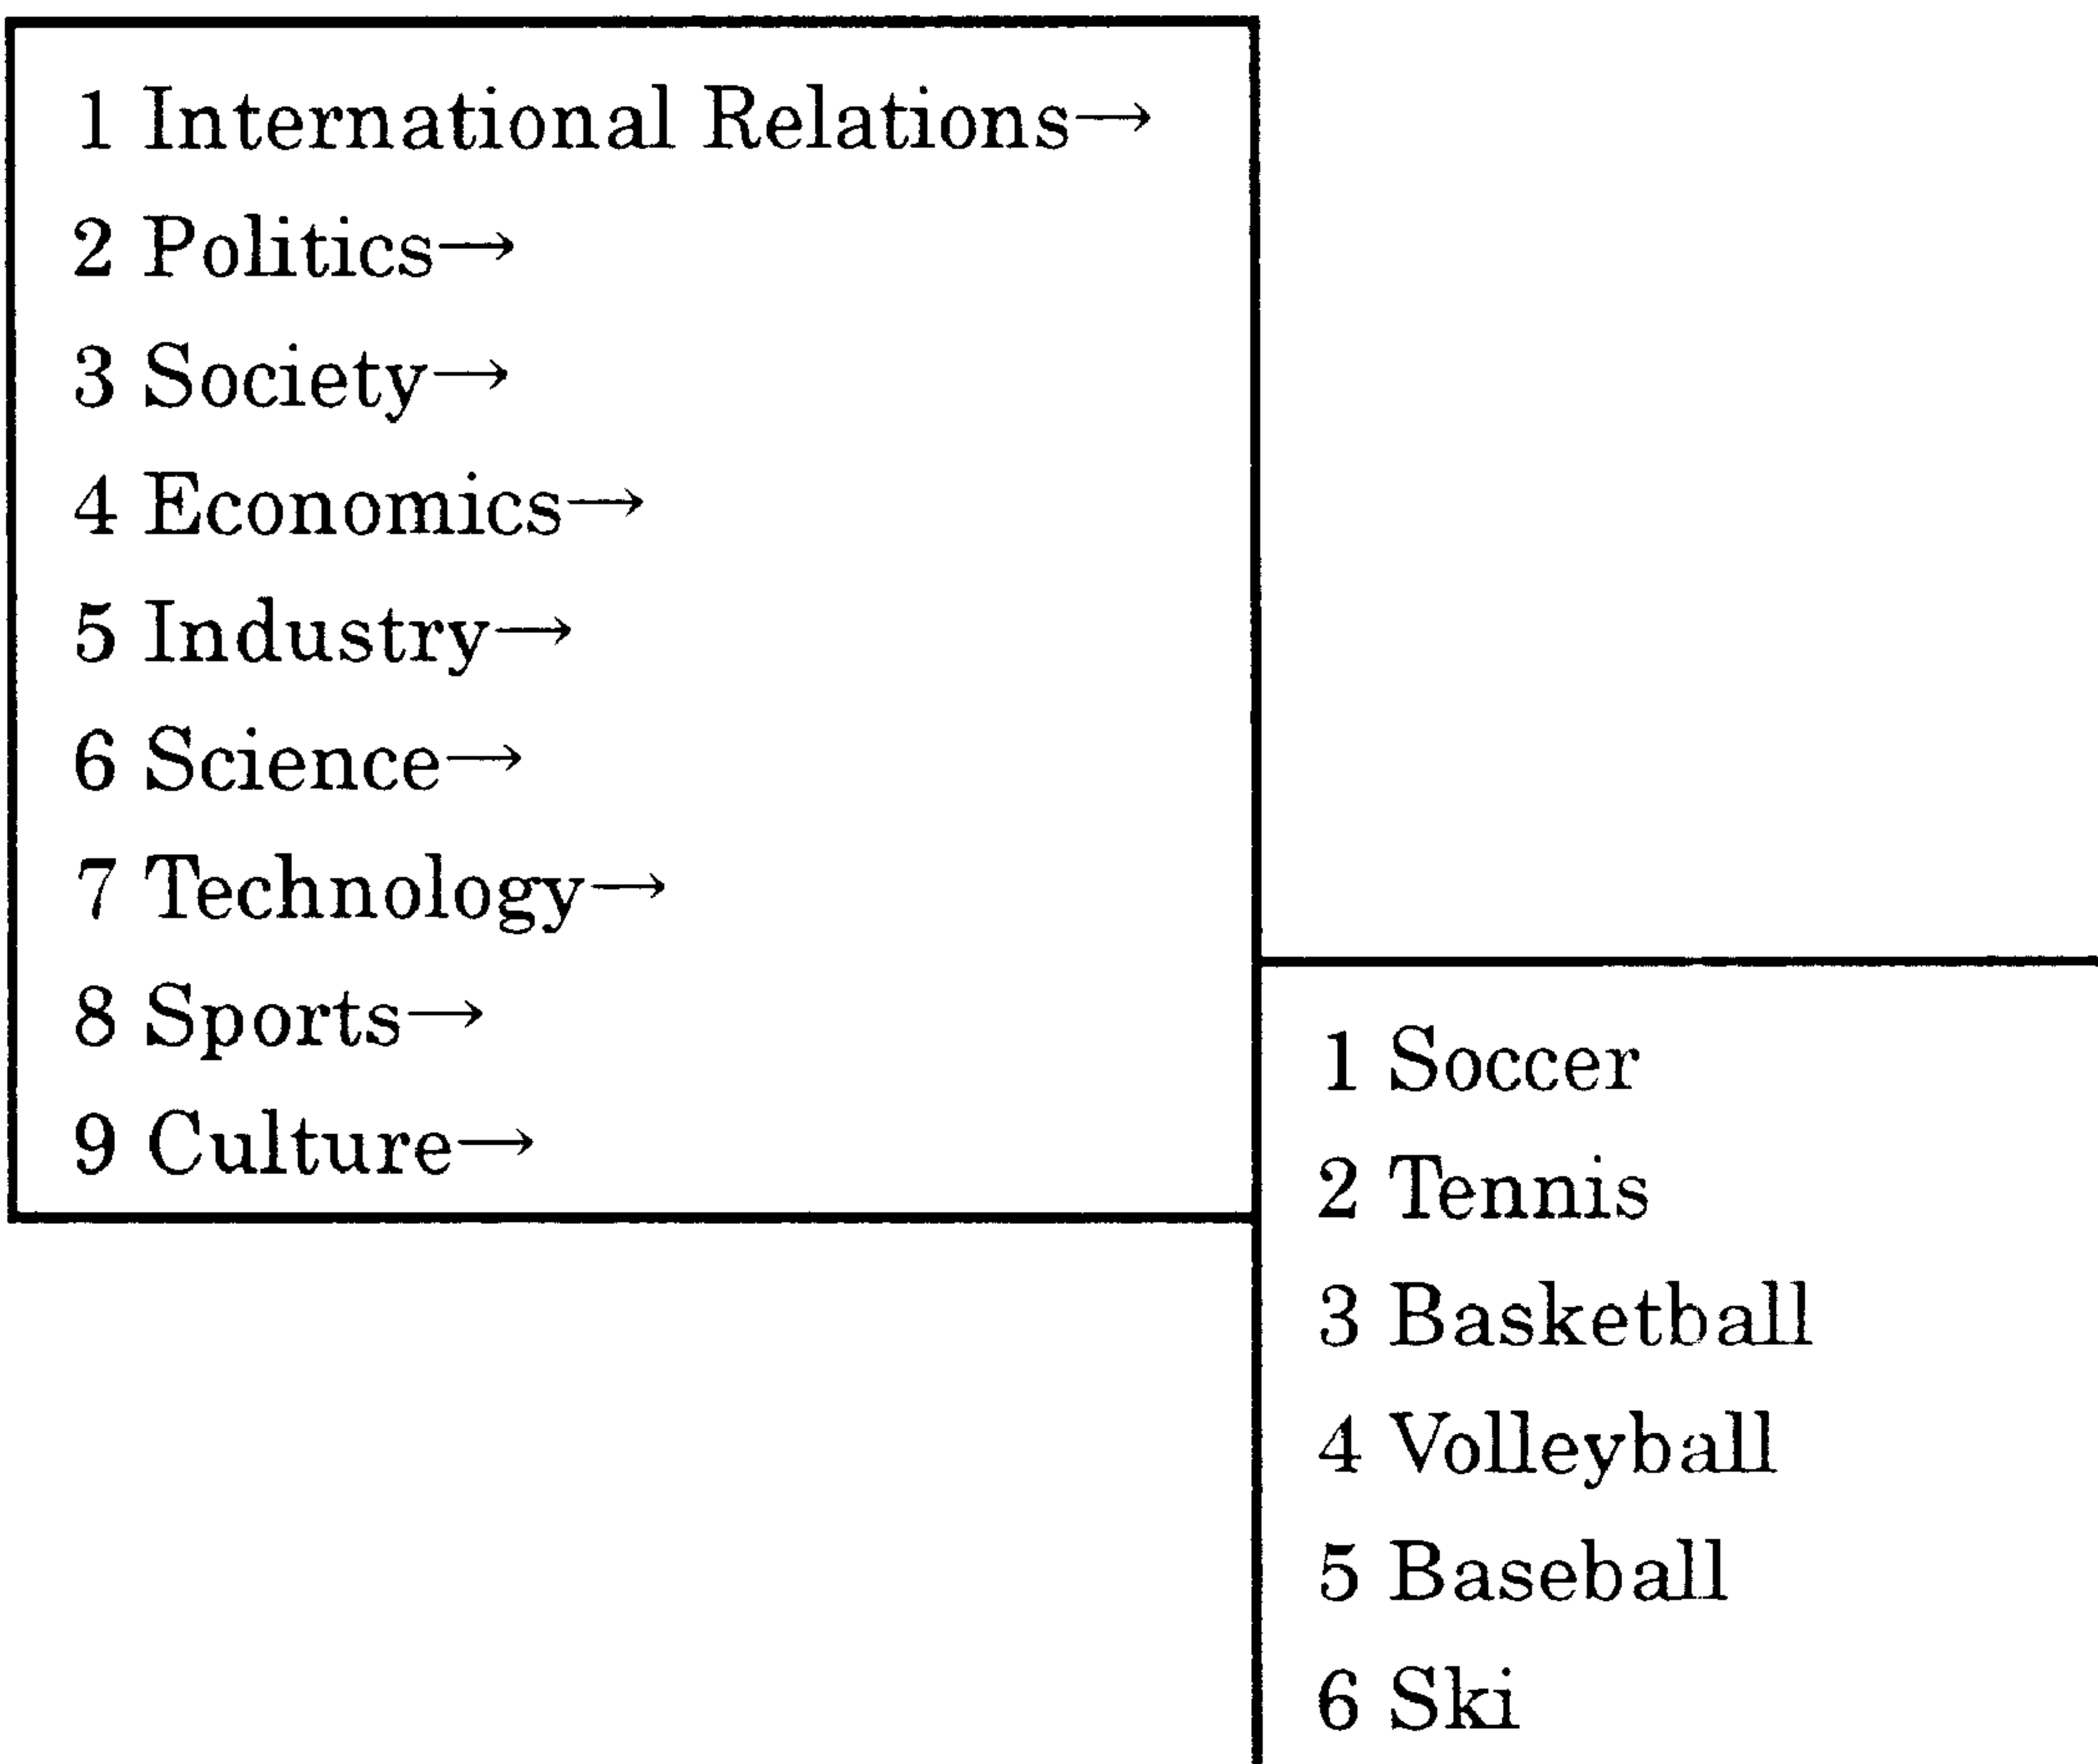 1 International Relations→
2 Politics→
3 Society→
4 Economics→
5 Industry→
6 Science→
7 Technology→
8 Sports→
9 Culture→
1 Soccer
2 Tennis
3 Basketball
4 Volleyball
5 Baseball
6 Ski